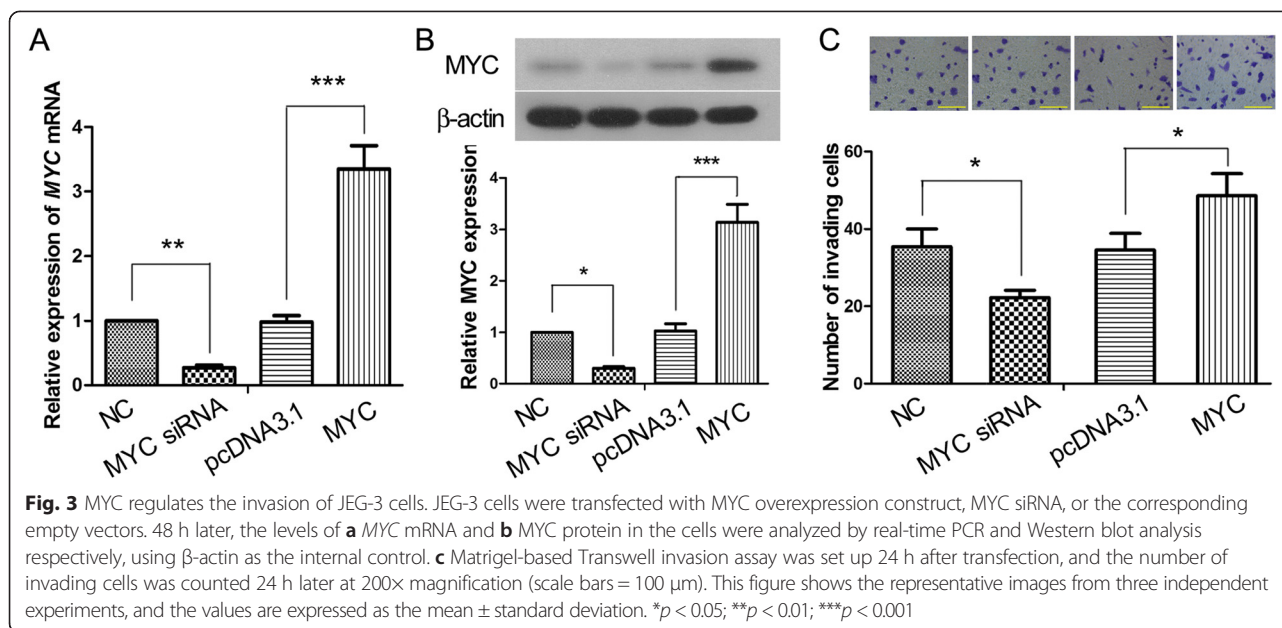 A
Relative expression of MYC mRNA
4
3
2
1
0
**
***
NC
MYC siRNA
pcDNA3.1
MYC
B
MYC
β-actin
Relative MYC expression
4
3
2
1
0
*
***
NC
MYC siRNA
pcDNA3.1
MYC
C
Number of invading cells
60
40
20
0
*
*
NC
MYC siRNA
pcDNA3.1
MYC
Fig. 3 MYC regulates the invasion of JEG-3 cells. JEG-3 cells were transfected with MYC overexpression construct, MYC siRNA, or the corresponding
empty vectors. 48 h later, the levels of a MYC mRNA and b MYC protein in the cells were analyzed by real-time PCR and Western blot analysis
respectively, using β-actin as the internal control. c Matrigel-based Transwell invasion assay was set up 24 h after transfection, and the number of
invading cells was counted 24 h later at 200× magnification (scale bars = 100 μm). This figure shows the representative images from three independent
experiments, and the values are expressed as the mean ± standard deviation. *p < 0.05; **p < 0.01; ***p < 0.001